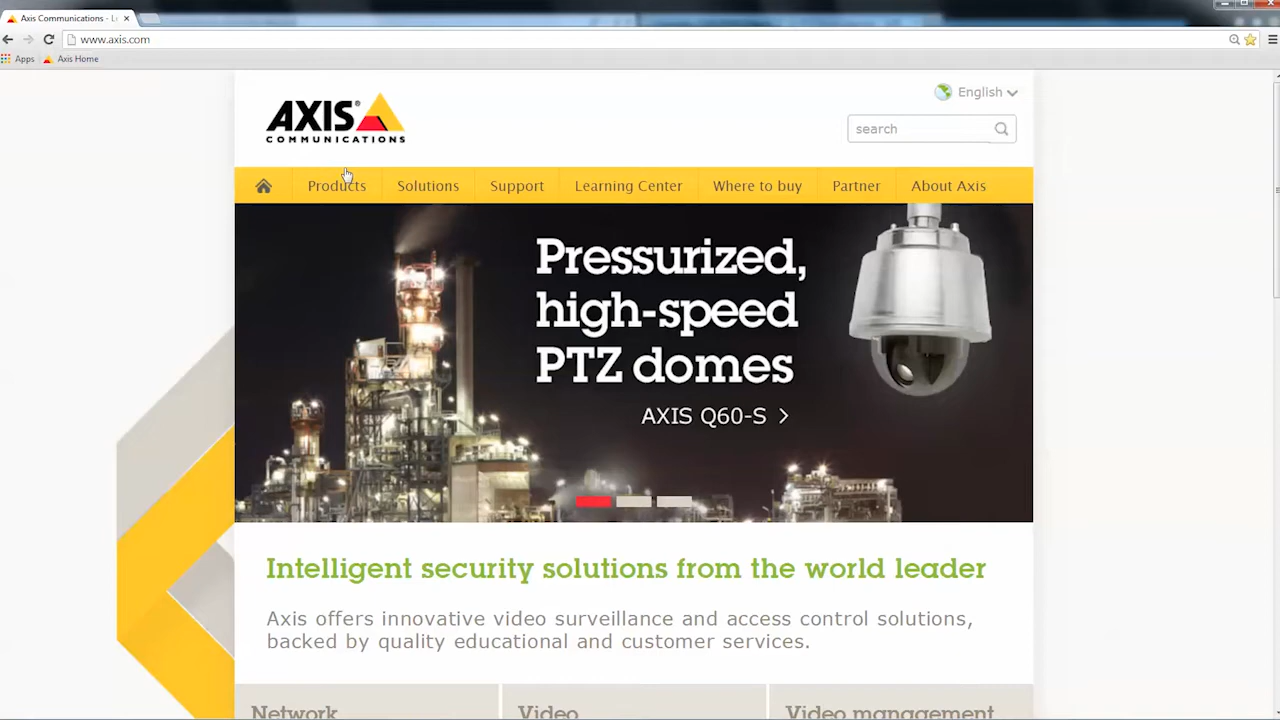 Axis Communications - L
www.axis.com
Apps
Axis Home
AXIS®
COMMUNICATIONS
English
search
Products
Solutions
Support
Learning Center
Where to buy
Partner
About Axis
Pressurized,
high-speed
PTZ domes
AXIS Q60-S >
Intelligent security solutions from the world leader
Axis offers innovative video surveillance and access control solutions,
backed by quality educational and customer services.
Network
Video
Video management